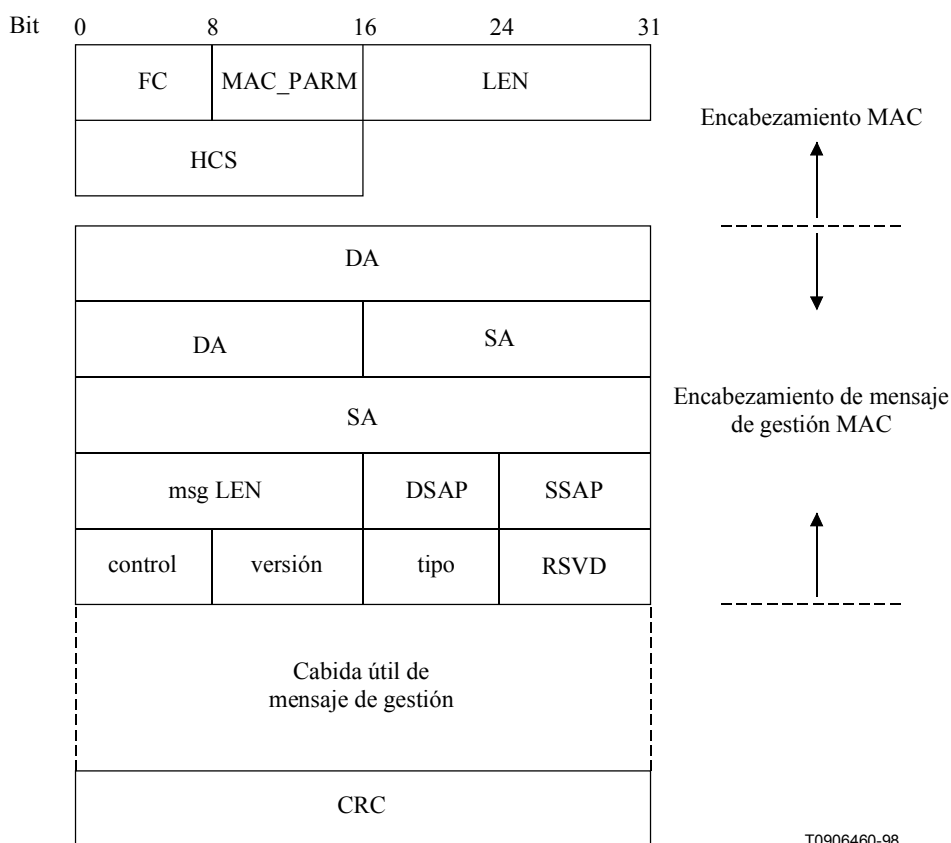 Bit 0 8 16 24 31
FC MAC_PARM LEN
Encabezamiento MAC
HCS
DA
DA SA
Encabezamiento de mensaje
de gestión MAC
SA
msg LEN DSAP SSAP
control versión tipo RSVD
Cabida útil de
mensaje de gestión
CRC
T0906460-98